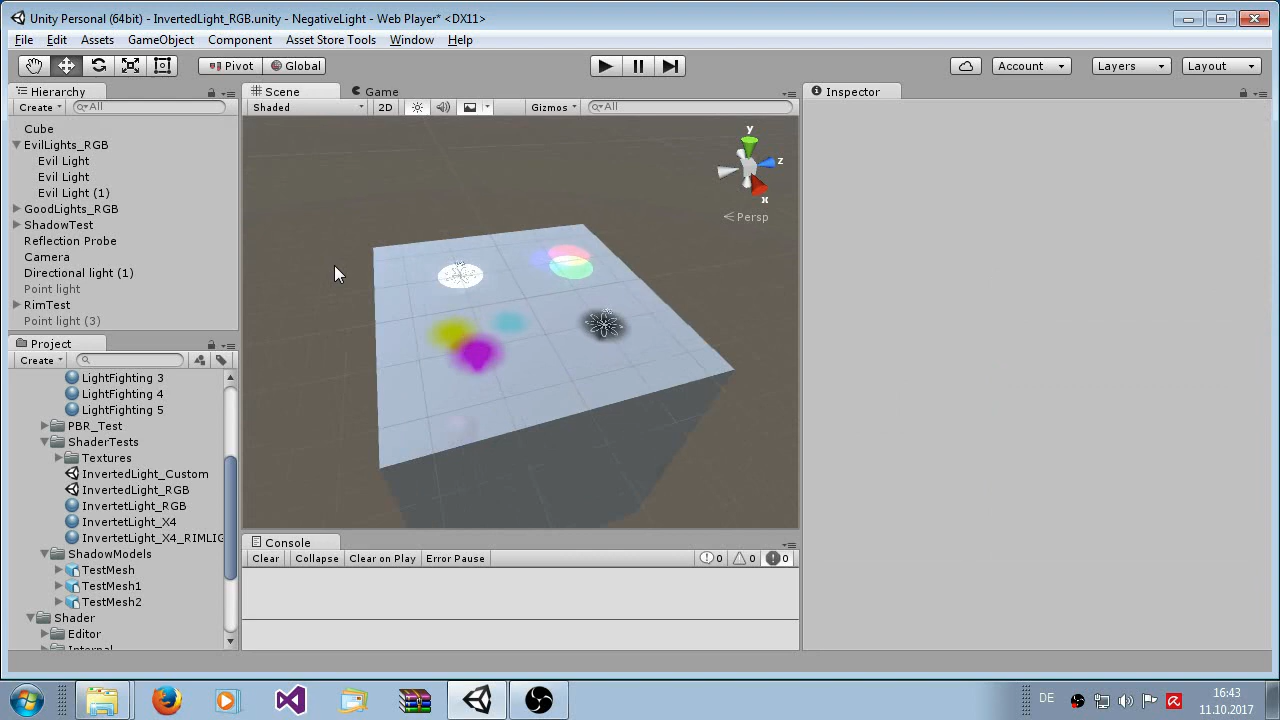 Unity Personal (64bit) - InvertedLight_RGB.unity - NegativeLight - Web Player* <DX11>
File Edit Assets GameObject Component Asset Store Tools Window Help
Pivot Global Account Layers Layout
Hierarchy
Create All
Cube
EvilLights_RGB
Evil Light
Evil Light
Evil Light (1)
GoodLights_RGB
ShadowTest
Reflection Probe
Camera
Directional light (1)
Point light
RimTest
Point light (3)
Project
Create
LightFighting 3
LightFighting 4
LightFighting 5
PBR_Test
ShaderTests
Textures
InvertedLight_Custom
InvertedLight_RGB
InvertetLight_RGB
InvertetLight_X4
InvertetLight_X4_RIMLIG
ShadowModels
TestMesh
TestMesh1
TestMesh2
Shader
Editor
Scene Game
Shaded 2D Gizmos All
y
z
x
Persp
Console
Clear Collapse Clear on Play Error Pause 0 0 0
Inspector
DE
16:43
11.10.2017